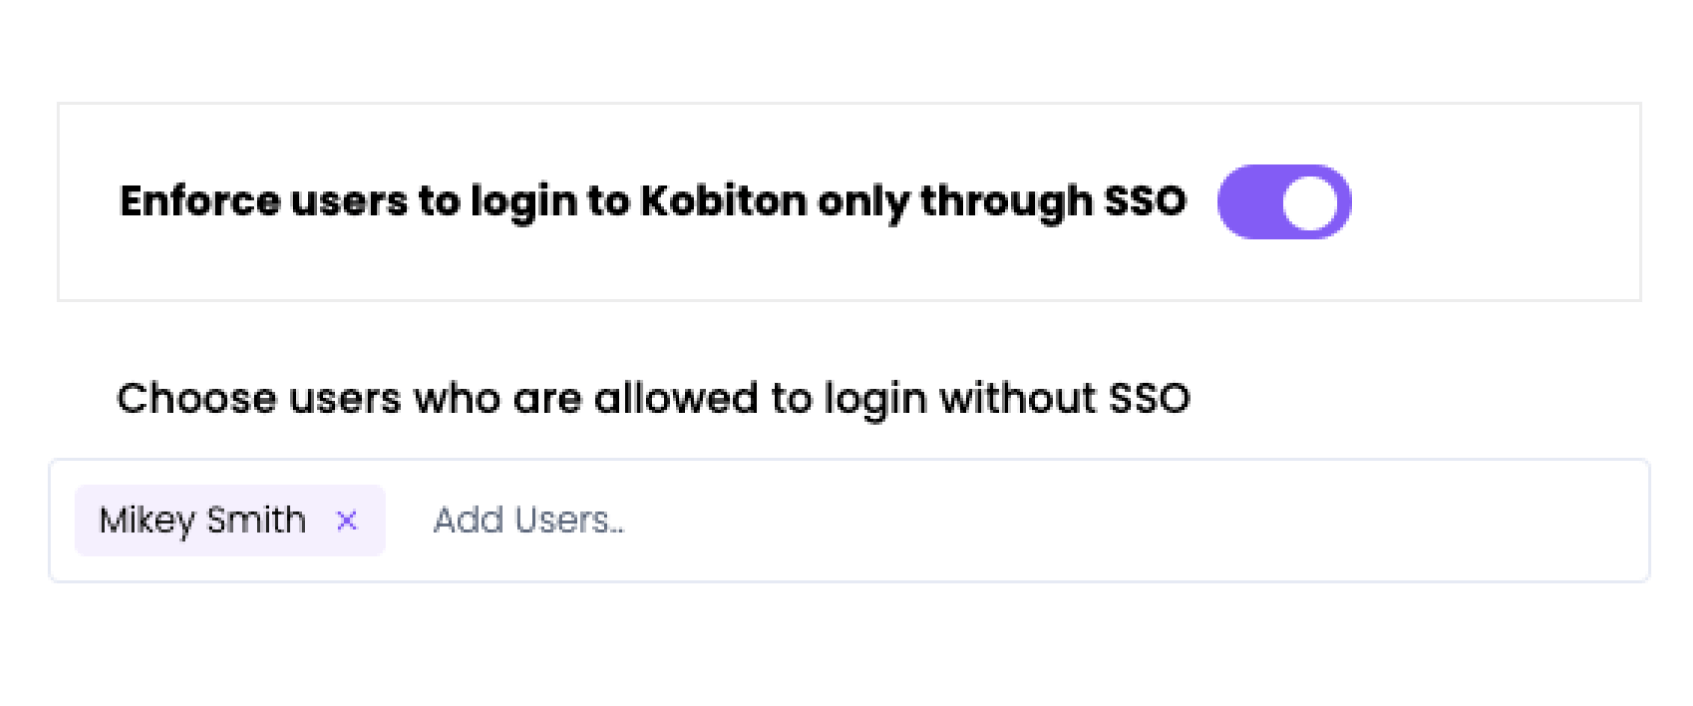 Enforce users to login to Kobiton only through SSO
Choose users who are allowed to login without SSO
Mikey Smith × Add Users..